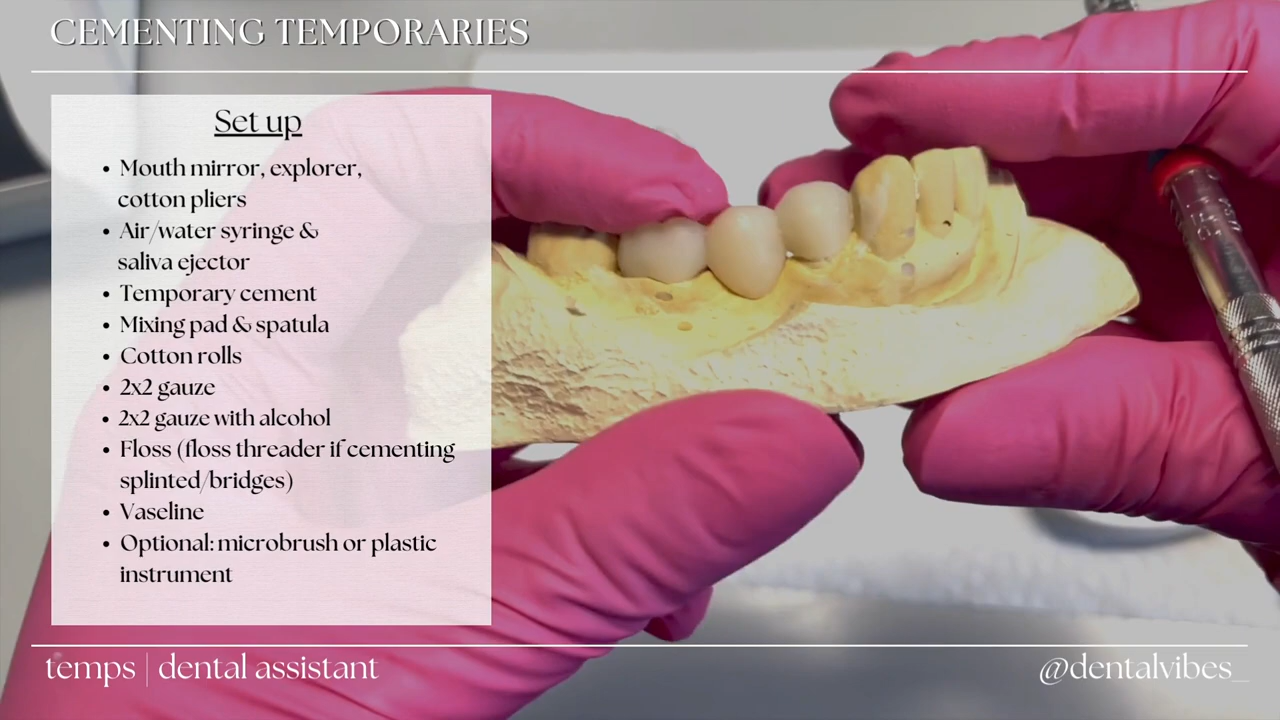 CEMENTING TEMPORARIES
Set up
• Mouth mirror, explorer,
cotton pliers
• Air/water syringe &
saliva ejector
• Temporary cement
• Mixing pad & spatula
• Cotton rolls
• 2x2 gauze
• 2x2 gauze with alcohol
• Floss (floss threader if cementing
splinted/bridges)
• Vaseline
• Optional: microbrush or plastic
instrument
temps | dental assistant
@dentalvibes_